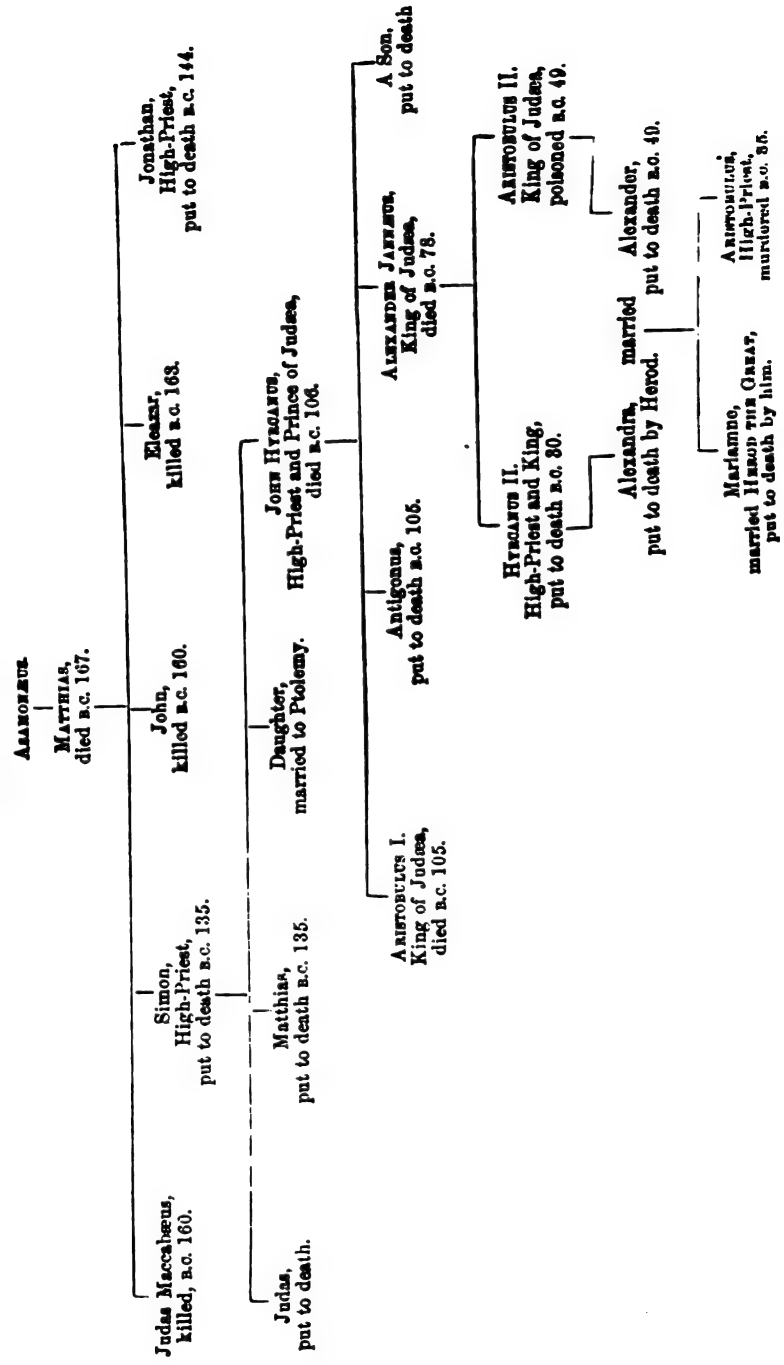 ASAMONÆUS.
MATTHIAS,
died B.C. 167.
Judas Maccabæus,
killed, B.C. 160.
Simon,
High-Priest,
put to death B.C. 135.
John,
killed B.C. 160.
Eleazar,
killed B.C. 163.
Jonathan,
High-Priest,
put to death B.C. 144.
Judas,
put to death.
Matthias,
put to death B.C. 135.
Daughter,
married to Ptolemy.
JOHN HYRCANUS,
High-Priest and Prince of Judæa,
died B.C. 106.
ARISTOBULUS I.
King of Judæa,
died B.C. 105.
Antigonus,
put to death B.C. 105.
ALEXANDER JANNÆUS,
King of Judæa,
died B.C. 78.
A Son,
put to death
HYRCANUS II.
High-Priest and King,
put to death B.C. 30.
ARISTOBULUS II.
King of Judæa,
poisoned B.C. 49.
Alexandra, married
put to death by Herod.
Alexander,
put to death B.C. 49.
Mariamne,
married HEROD THE GREAT,
put to death by him.
ARISTOBULUS,
High-Priest,
murdered B.C. 35.